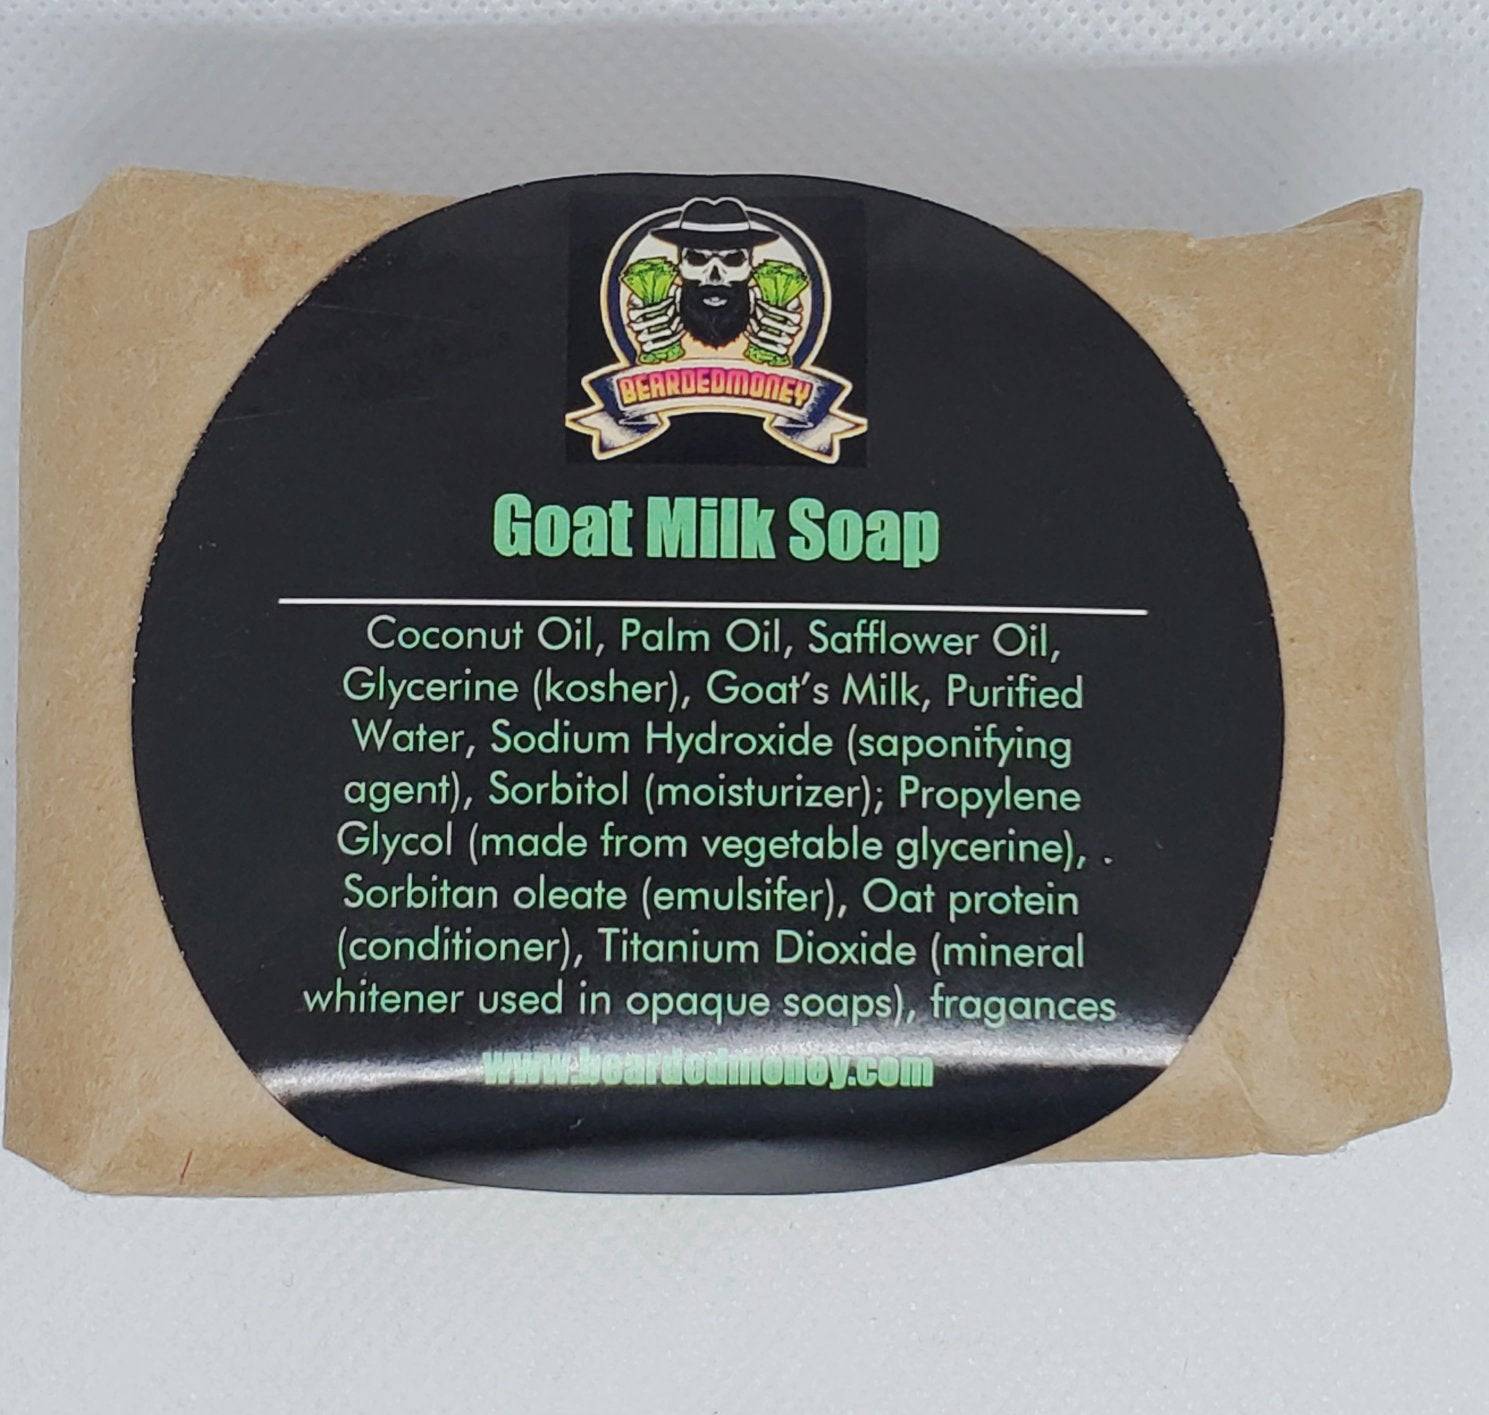 BEARDEDMONEY
Goat Milk Soap
Coconut Oil, Palm Oil, Safflower Oil,
Glycerine (kosher), Goat's Milk, Purified
Water, Sodium Hydroxide (saponifying
agent), Sorbitol (moisturizer); Propylene
Glycol (made from vegetable glycerine), .
Sorbitan oleate (emulsifer), Oat protein
(conditioner), Titanium Dioxide (mineral
whitener used in opaque soaps), fragances
www.beardedmoney.com